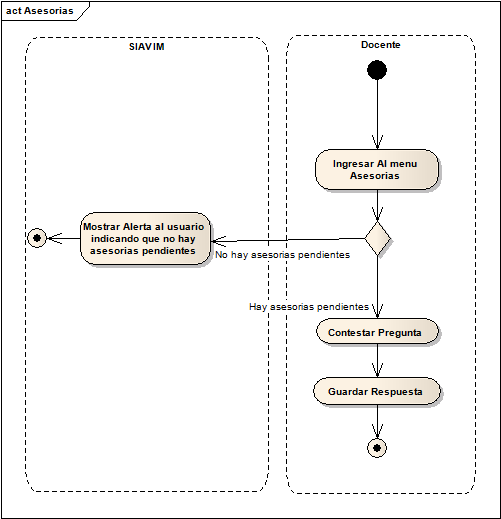 act Asesorias
SIAVIM
Docente
Ingresar Al menu
Asesorias
Mostrar Alerta al usuario
indicando que no hay
asesorias pendientes
No hay asesorias pendientes
Hay asesorias pendientes
Contestar Pregunta
Guardar Respuesta